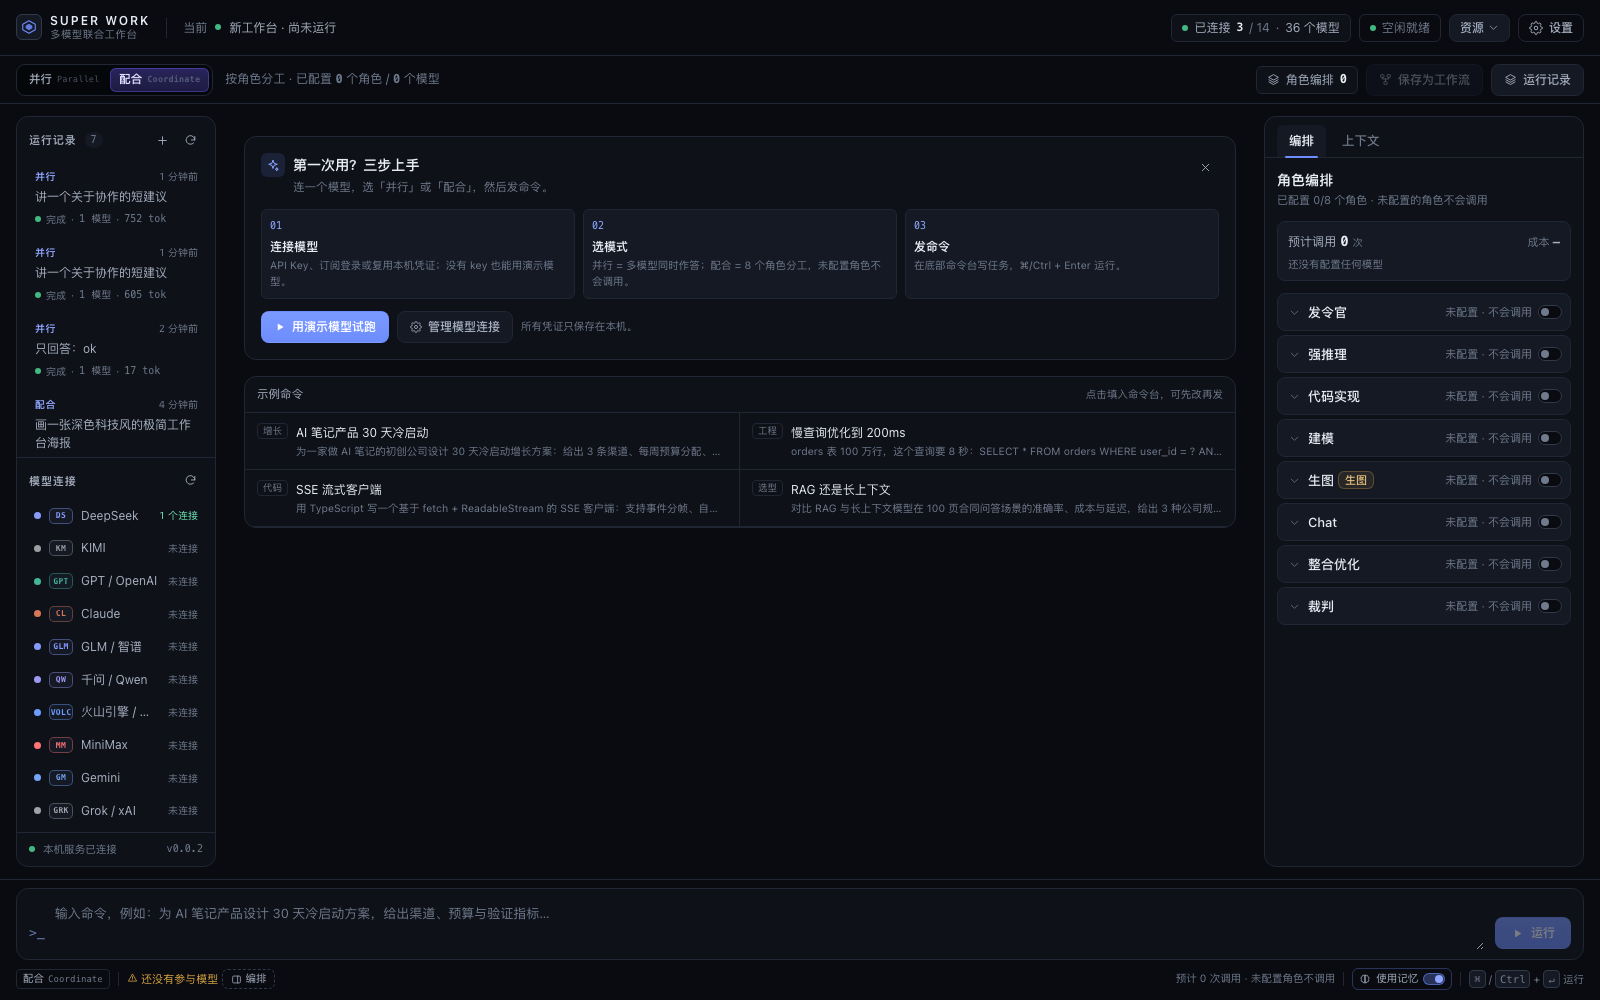 SUPER WORK
多模型联合工作台
当前 新工作台 · 尚未运行
已连接 3 / 14 · 36 个模型
空闲就绪
资源
设置
并行 Parallel
配合 Coordinate
按角色分工 · 已配置 0 个角色 / 0 个模型
角色编排 0
保存为工作流
运行记录
运行记录 7
并行 1 分钟前
讲一个关于协作的短建议
完成 · 1 模型 · 752 tok
并行 1 分钟前
讲一个关于协作的短建议
完成 · 1 模型 · 605 tok
并行 2 分钟前
只回答：ok
完成 · 1 模型 · 17 tok
配合 4 分钟前
画一张深色科技风的极简工作
台海报
模型连接
DS DeepSeek 1 个连接
KM KIMI 未连接
GPT GPT / OpenAI 未连接
CL Claude 未连接
GLM GLM / 智谱 未连接
QW 千问 / Qwen 未连接
VOLC 火山引擎 / ... 未连接
MM MiniMax 未连接
GM Gemini 未连接
GRK Grok / xAI 未连接
本机服务已连接 v0.0.2
第一次用？三步上手
连一个模型，选「并行」或「配合」，然后发命令。
01
连接模型
API Key、订阅登录或复用本机凭证；没有 key 也能用演示模
型。
02
选模式
并行 = 多模型同时作答；配合 = 8 个角色分工，未配置角色不
会调用。
03
发命令
在底部命令台写任务，⌘/Ctrl + Enter 运行。
用演示模型试跑
管理模型连接
所有凭证只保存在本机。
示例命令
点击填入命令台，可先改再发
增长 AI 笔记产品 30 天冷启动
为一家做 AI 笔记的初创公司设计 30 天冷启动增长方案：给出 3 条渠道、每周预算分配、...
工程 慢查询优化到 200ms
orders 表 100 万行，这个查询要 8 秒：SELECT * FROM orders WHERE user_id = ? AN...
代码 SSE 流式客户端
用 TypeScript 写一个基于 fetch + ReadableStream 的 SSE 客户端：支持事件分帧、自...
选型 RAG 还是长上下文
对比 RAG 与长上下文模型在 100 页合同问答场景的准确率、成本与延迟，给出 3 种公司规...
编排
上下文
角色编排
已配置 0/8 个角色 · 未配置的角色不会调用
预计调用 0 次 成本 –
还没有配置任何模型
发令官 未配置 · 不会调用
强推理 未配置 · 不会调用
代码实现 未配置 · 不会调用
建模 未配置 · 不会调用
生图 生图 未配置 · 不会调用
Chat 未配置 · 不会调用
整合优化 未配置 · 不会调用
裁判 未配置 · 不会调用
输入命令，例如：为 AI 笔记产品设计 30 天冷启动方案，给出渠道、预算与验证指标...
>_
运行
配合 Coordinate
还没有参与模型
编排
预计 0 次调用 · 未配置角色不调用
使用记忆
⌘ / Ctrl + ↵ 运行